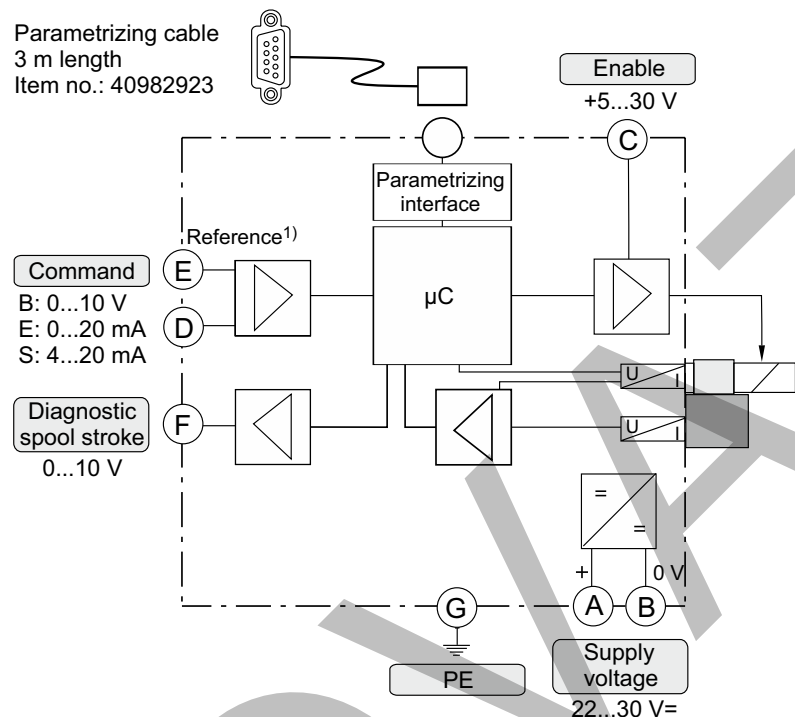 Parametrizing cable
3 m length
Item no.: 40982923
Enable
+5...30 V
C
Parametrizing
interface
Reference1)
Command
B: 0...10 V
E: 0...20 mA
S: 4...20 mA
E
D
µC
U
I
Diagnostic
spool stroke
0...10 V
F
U
I
=
=
+
0 V
G
A
B
PE
Supply
voltage
22...30 V=